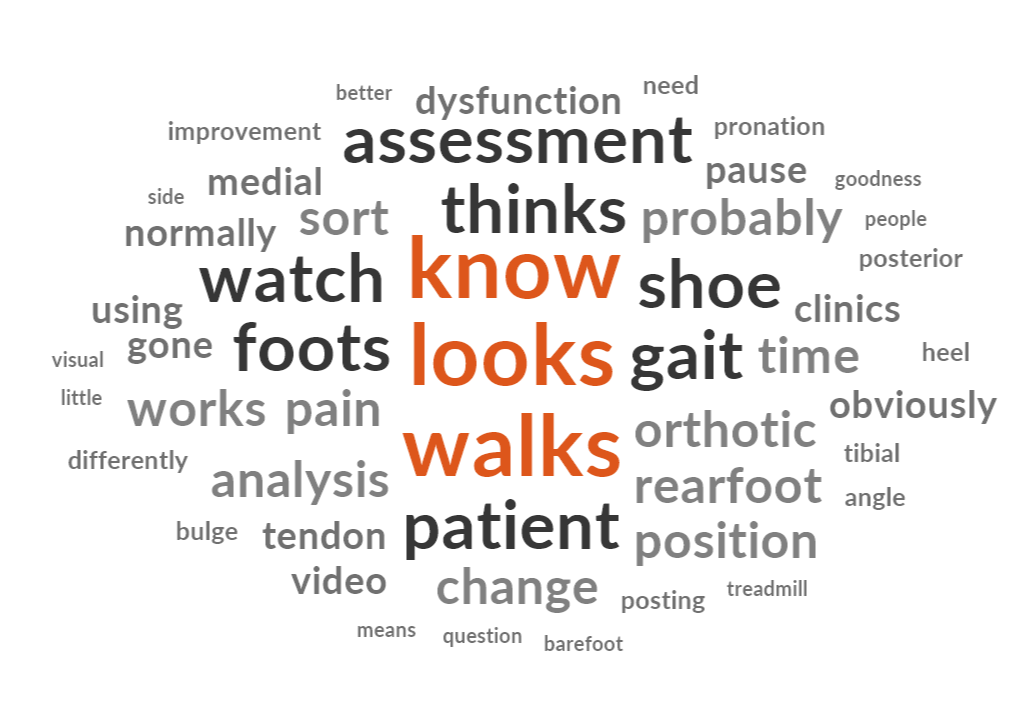 better dysfunction need
improvement assessment pronation
side medial pause goodness
normally sort thinks probably people
watch know shoe posterior
using clinics
visual gone foots looks gait time heel
little works pain obviously
differently walks orthotic tibial
analysis rearfoot angle
bulge tendon patient position
video change posting treadmill
means question barefoot